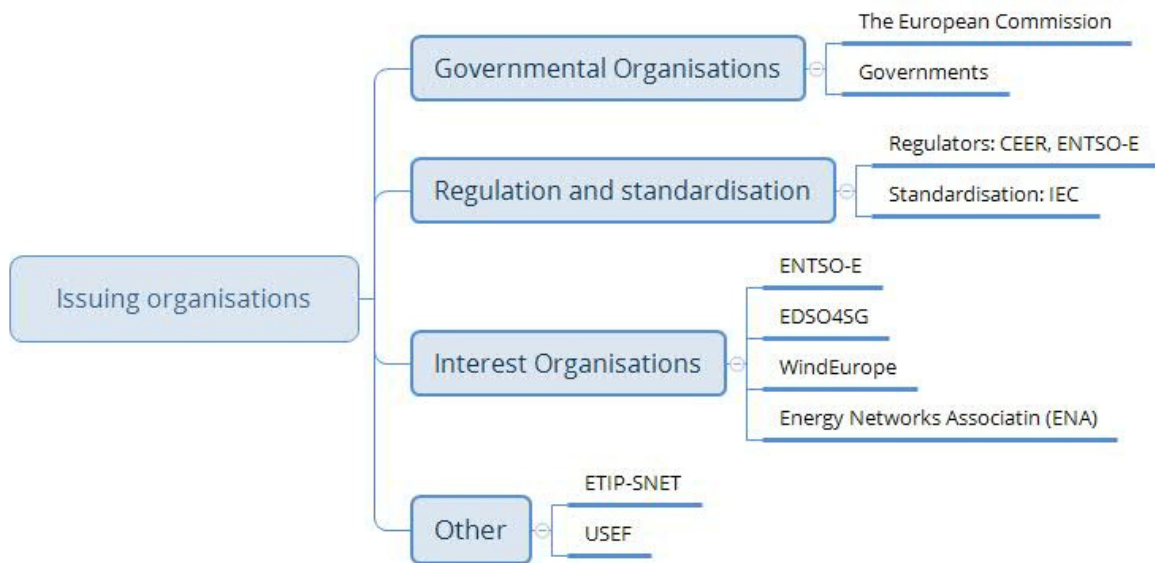 Issuing organisations
Governmental Organisations
The European Commission
Governments
Regulation and standardisation
Regulators: CEER, ENTSO-E
Standardisation: IEC
Interest Organisations
ENTSO-E
EDSO4SG
WindEurope
Energy Networks Associatin (ENA)
Other
ETIP-SNET
USEF